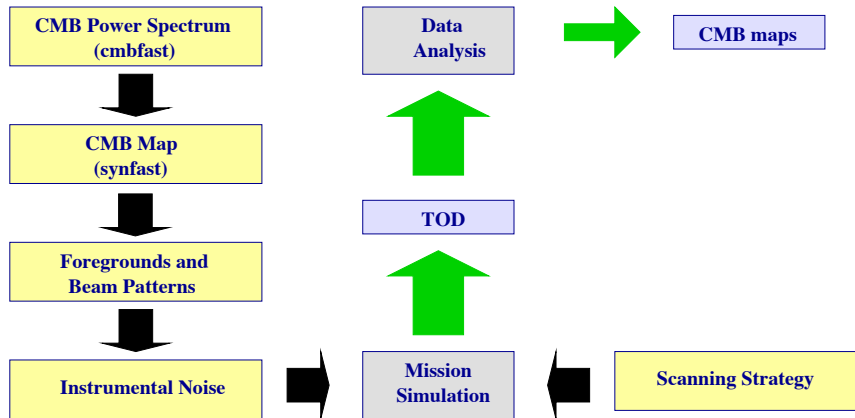 CMB Power Spectrum
(cmbfast)
CMB Map
(synfast)
Foregrounds and
Beam Patterns
Instrumental Noise
Data
Analysis
CMB maps
TOD
Mission
Simulation
Scanning Strategy